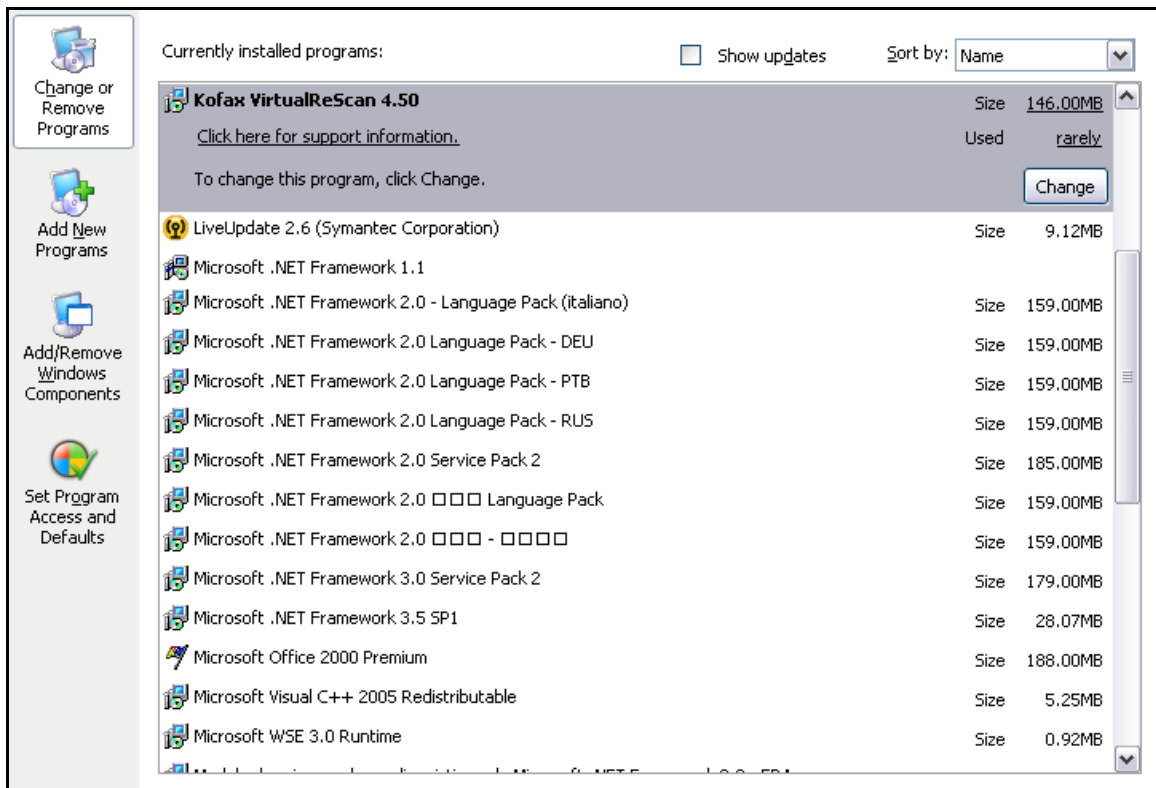 Change or
Remove
Programs
Add New
Programs
Add/Remove
Windows
Components
Set Program
Access and
Defaults
Currently installed programs:
Show updates
Sort by: Name
Kofax VirtualReScan 4.50 Size 146.00MB
Click here for support information. Used rarely
To change this program, click Change. Change
LiveUpdate 2.6 (Symantec Corporation) Size 9.12MB
Microsoft .NET Framework 1.1
Microsoft .NET Framework 2.0 - Language Pack (italiano) Size 159.00MB
Microsoft .NET Framework 2.0 Language Pack - DEU Size 159.00MB
Microsoft .NET Framework 2.0 Language Pack - PTB Size 159.00MB
Microsoft .NET Framework 2.0 Language Pack - RUS Size 159.00MB
Microsoft .NET Framework 2.0 Service Pack 2 Size 185.00MB
Microsoft .NET Framework 2.0 □□□ Language Pack Size 159.00MB
Microsoft .NET Framework 2.0 □□□ - □□□□ Size 159.00MB
Microsoft .NET Framework 3.0 Service Pack 2 Size 179.00MB
Microsoft .NET Framework 3.5 SP1 Size 28.07MB
Microsoft Office 2000 Premium Size 188.00MB
Microsoft Visual C++ 2005 Redistributable Size 5.25MB
Microsoft WSE 3.0 Runtime Size 0.92MB